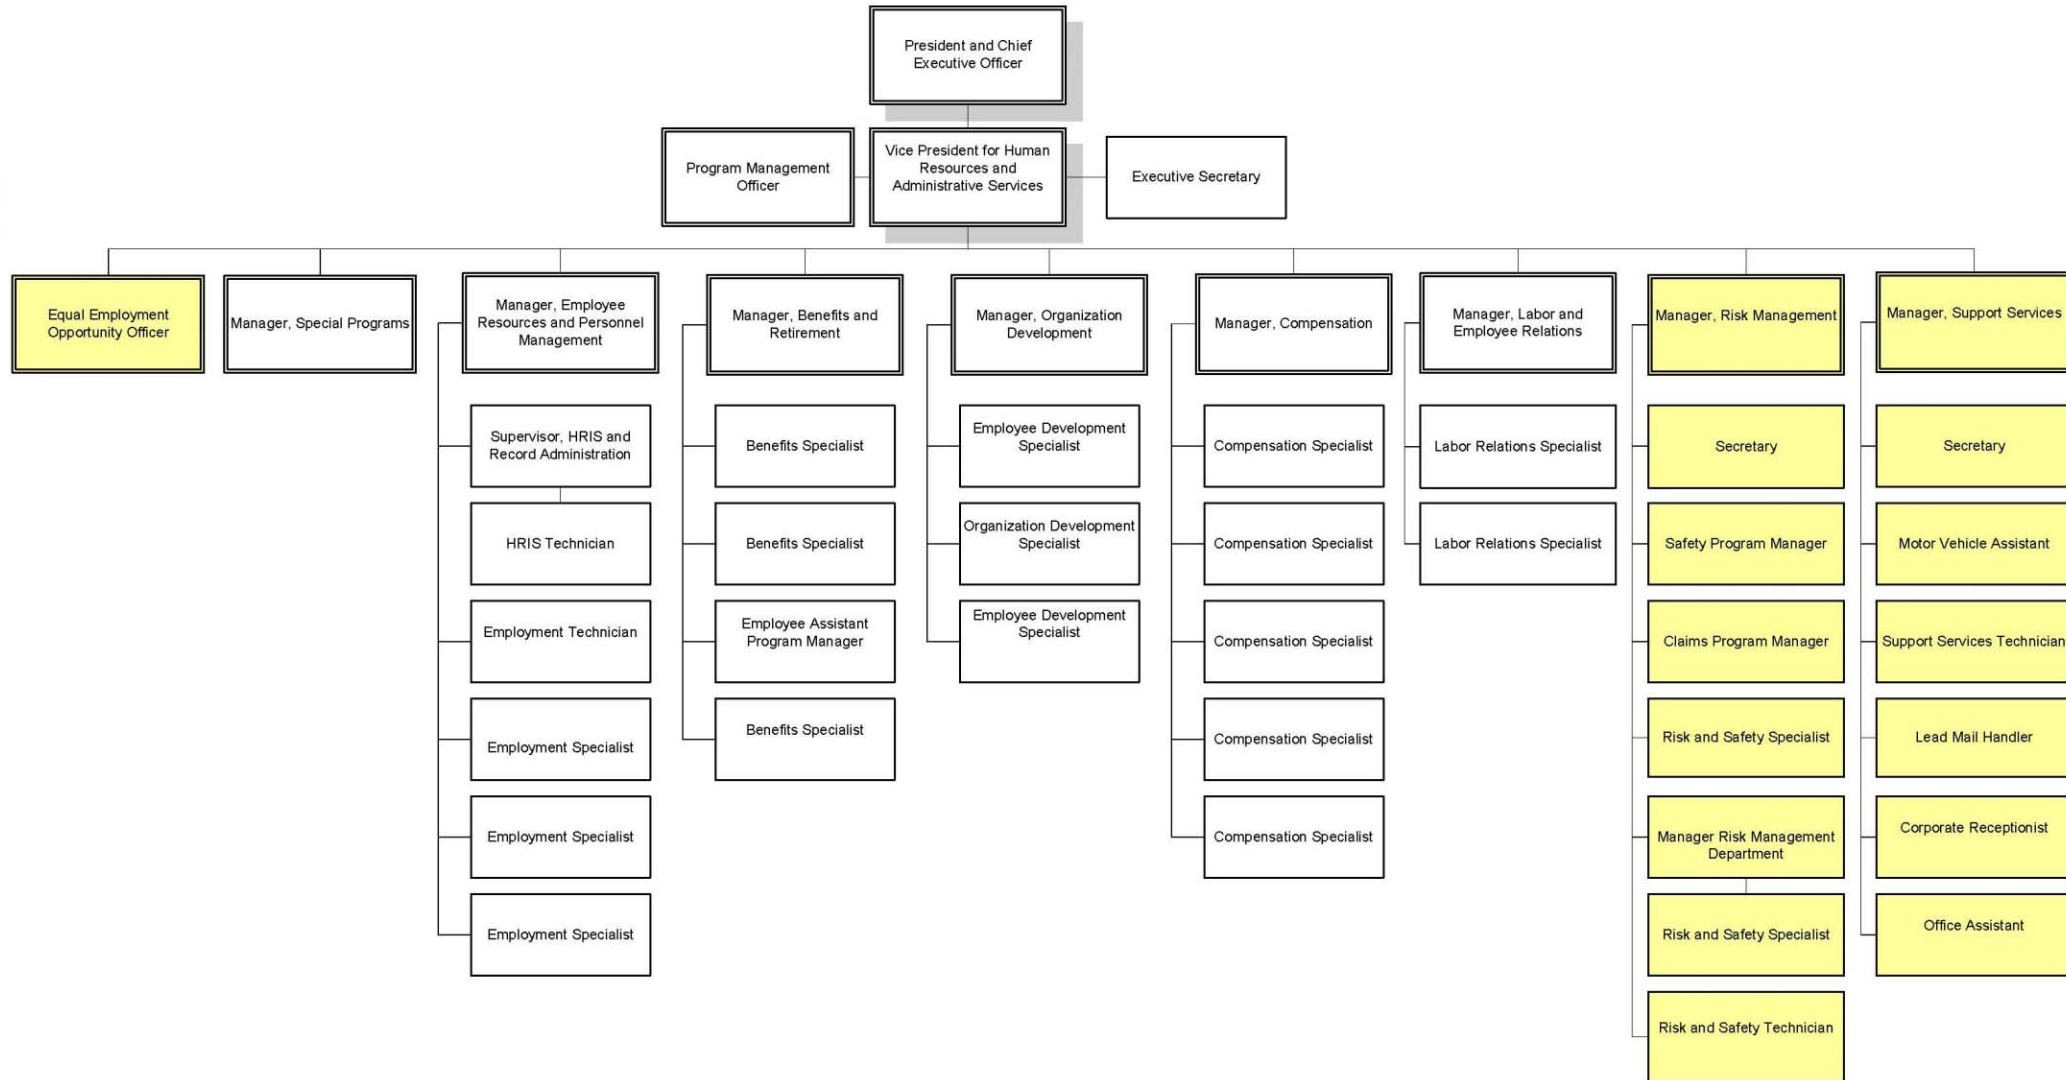 President and Chief
Executive Officer
Program Management
Officer
Vice President for Human
Resources and
Administrative Services
Executive Secretary
Equal Employment
Opportunity Officer
Manager, Special Programs
Manager, Employee
Resources and Personnel
Management
Manager, Benefits and
Retirement
Manager, Organization
Development
Manager, Compensation
Manager, Labor and
Employee Relations
Manager, Risk Management
Manager, Support Services
Supervisor, HRIS and
Record Administration
HRIS Technician
Employment Technician
Employment Specialist
Employment Specialist
Employment Specialist
Benefits Specialist
Benefits Specialist
Employee Assistant
Program Manager
Benefits Specialist
Employee Development
Specialist
Organization Development
Specialist
Employee Development
Specialist
Compensation Specialist
Compensation Specialist
Compensation Specialist
Compensation Specialist
Compensation Specialist
Labor Relations Specialist
Labor Relations Specialist
Secretary
Safety Program Manager
Claims Program Manager
Risk and Safety Specialist
Manager Risk Management
Department
Risk and Safety Specialist
Risk and Safety Technician
Secretary
Motor Vehicle Assistant
Support Services Technician
Lead Mail Handler
Corporate Receptionist
Office Assistant